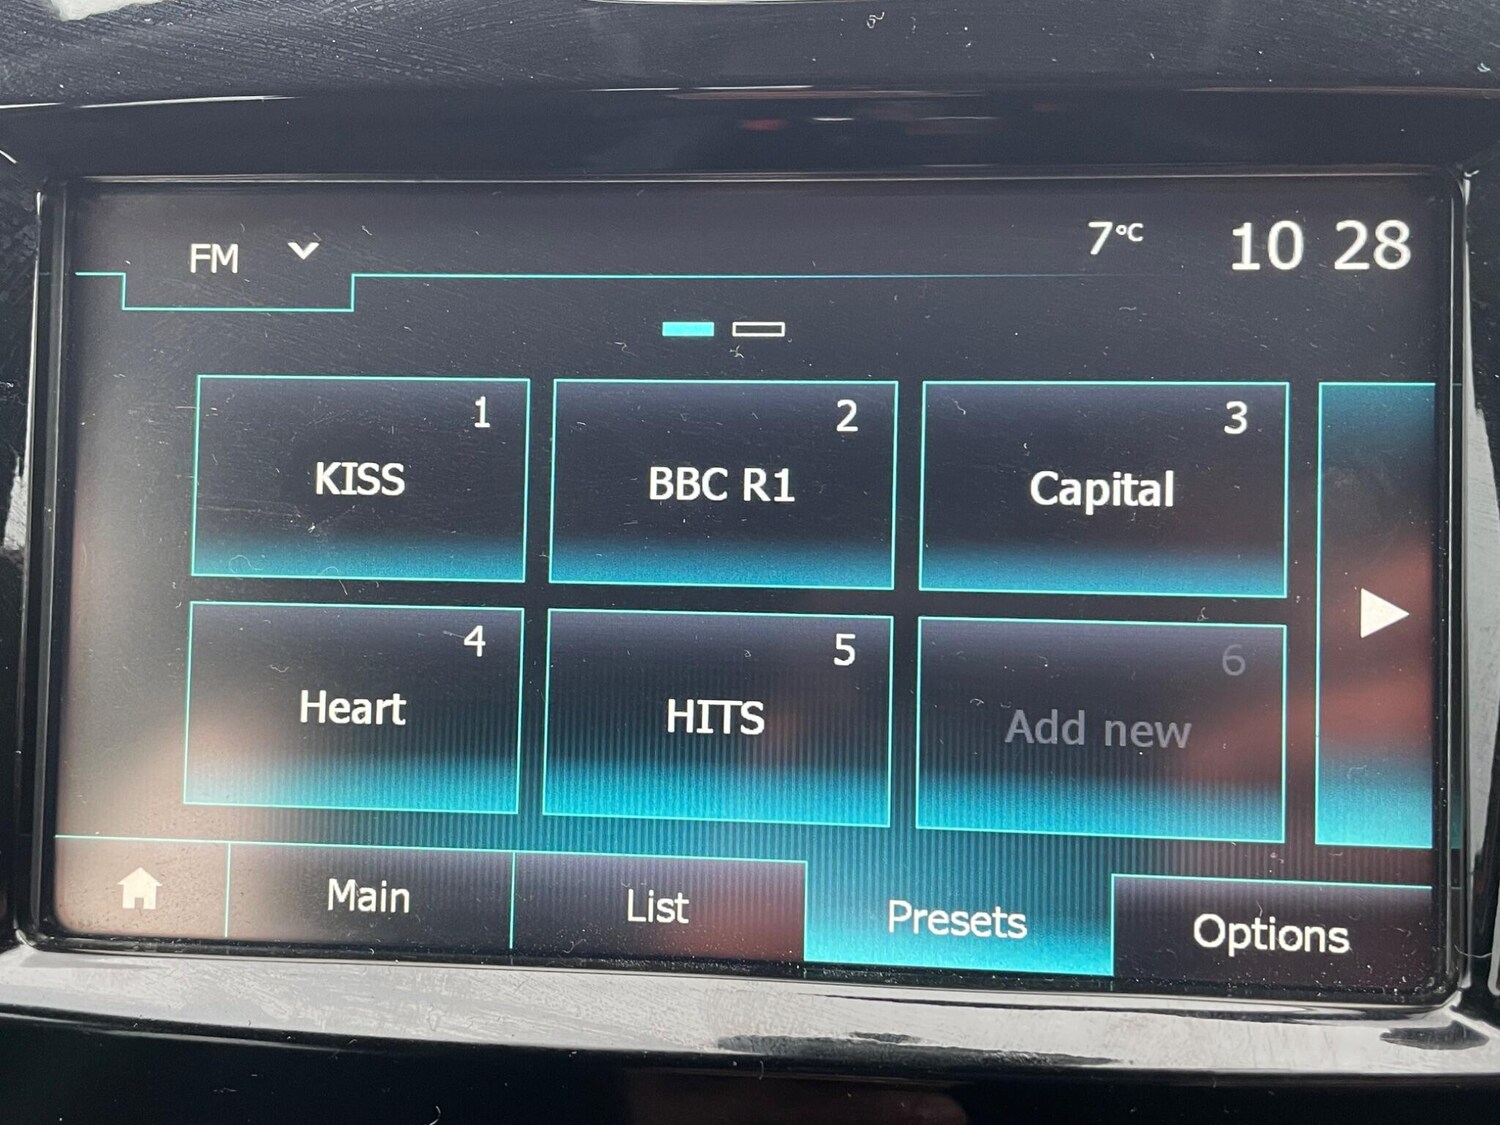 FM
7°C
10 28
1
KISS
2
BBC R1
3
Capital
4
Heart
5
HITS
6
Add new
Main
List
Presets
Options